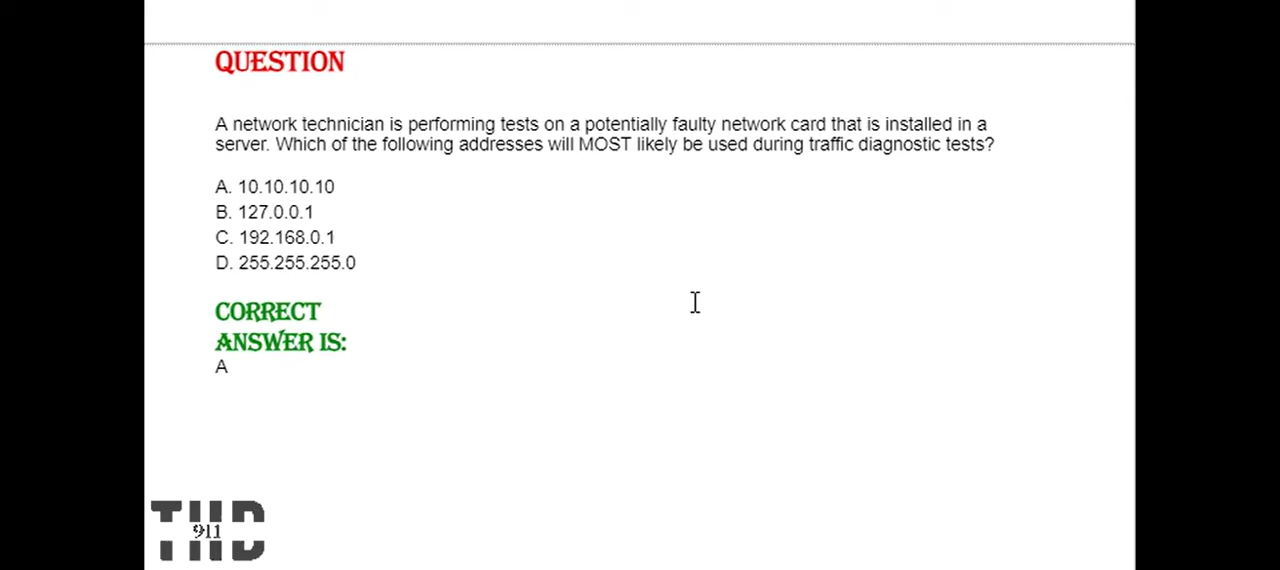 QUESTION
A network technician is performing tests on a potentially faulty network card that is installed in a
server. Which of the following addresses will MOST likely be used during traffic diagnostic tests?
A. 10.10.10.10
B. 127.0.0.1
C. 192.168.0.1
D. 255.255.255.0
CORRECT
ANSWER IS:
A
THD
911